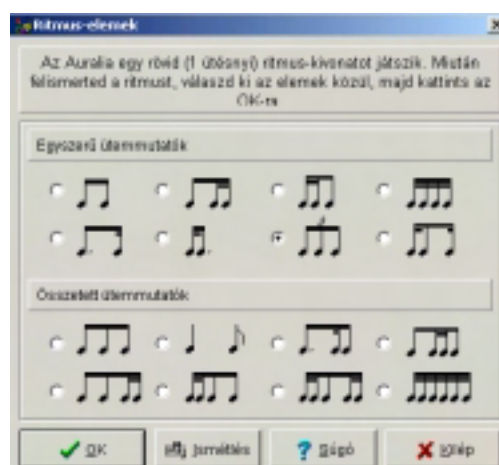 Ritmus-elemek
Az Auralia egy rövid (1 ütésnyi) ritmus-kivonatot játszik. Miután
felismerted a ritmust, válaszd ki az elemek közül, majd kattints az
OK-ra
Egyszerű ütemmutatók
Összetett ütemmutatók
OK
Ismétlés
Súgó
Kilép